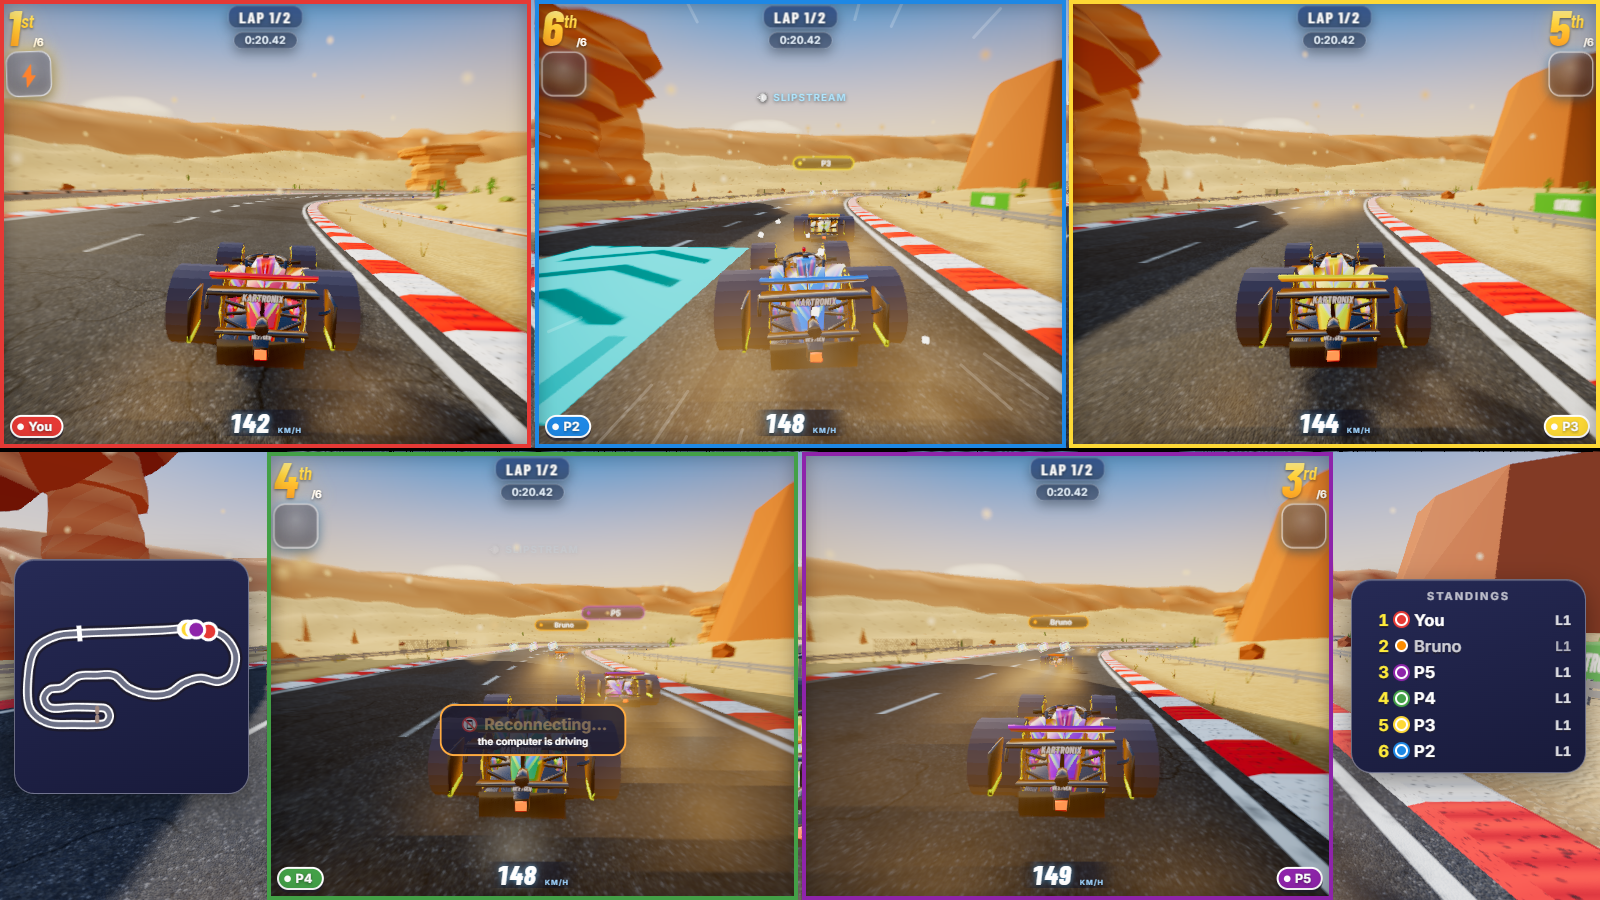 1st
/6
LAP 1/2
0:20.42
KARTRONIX
You
142 KM/H
6th
/6
LAP 1/2
0:20.42
SLIPSTREAM
P3
KARTRONIX
P2
148 KM/H
5th
/6
LAP 1/2
0:20.42
KARTRONIX
144 KM/H
P3
4th
/6
LAP 1/2
0:20.42
P5
Bruno
Reconnecting...
the computer is driving
P4
148 KM/H
3rd
/6
LAP 1/2
0:20.42
Bruno
KARTRONIX
149 KM/H
P5
STANDINGS
1 You L1
2 Bruno L1
3 P5 L1
4 P4 L1
5 P3 L1
6 P2 L1